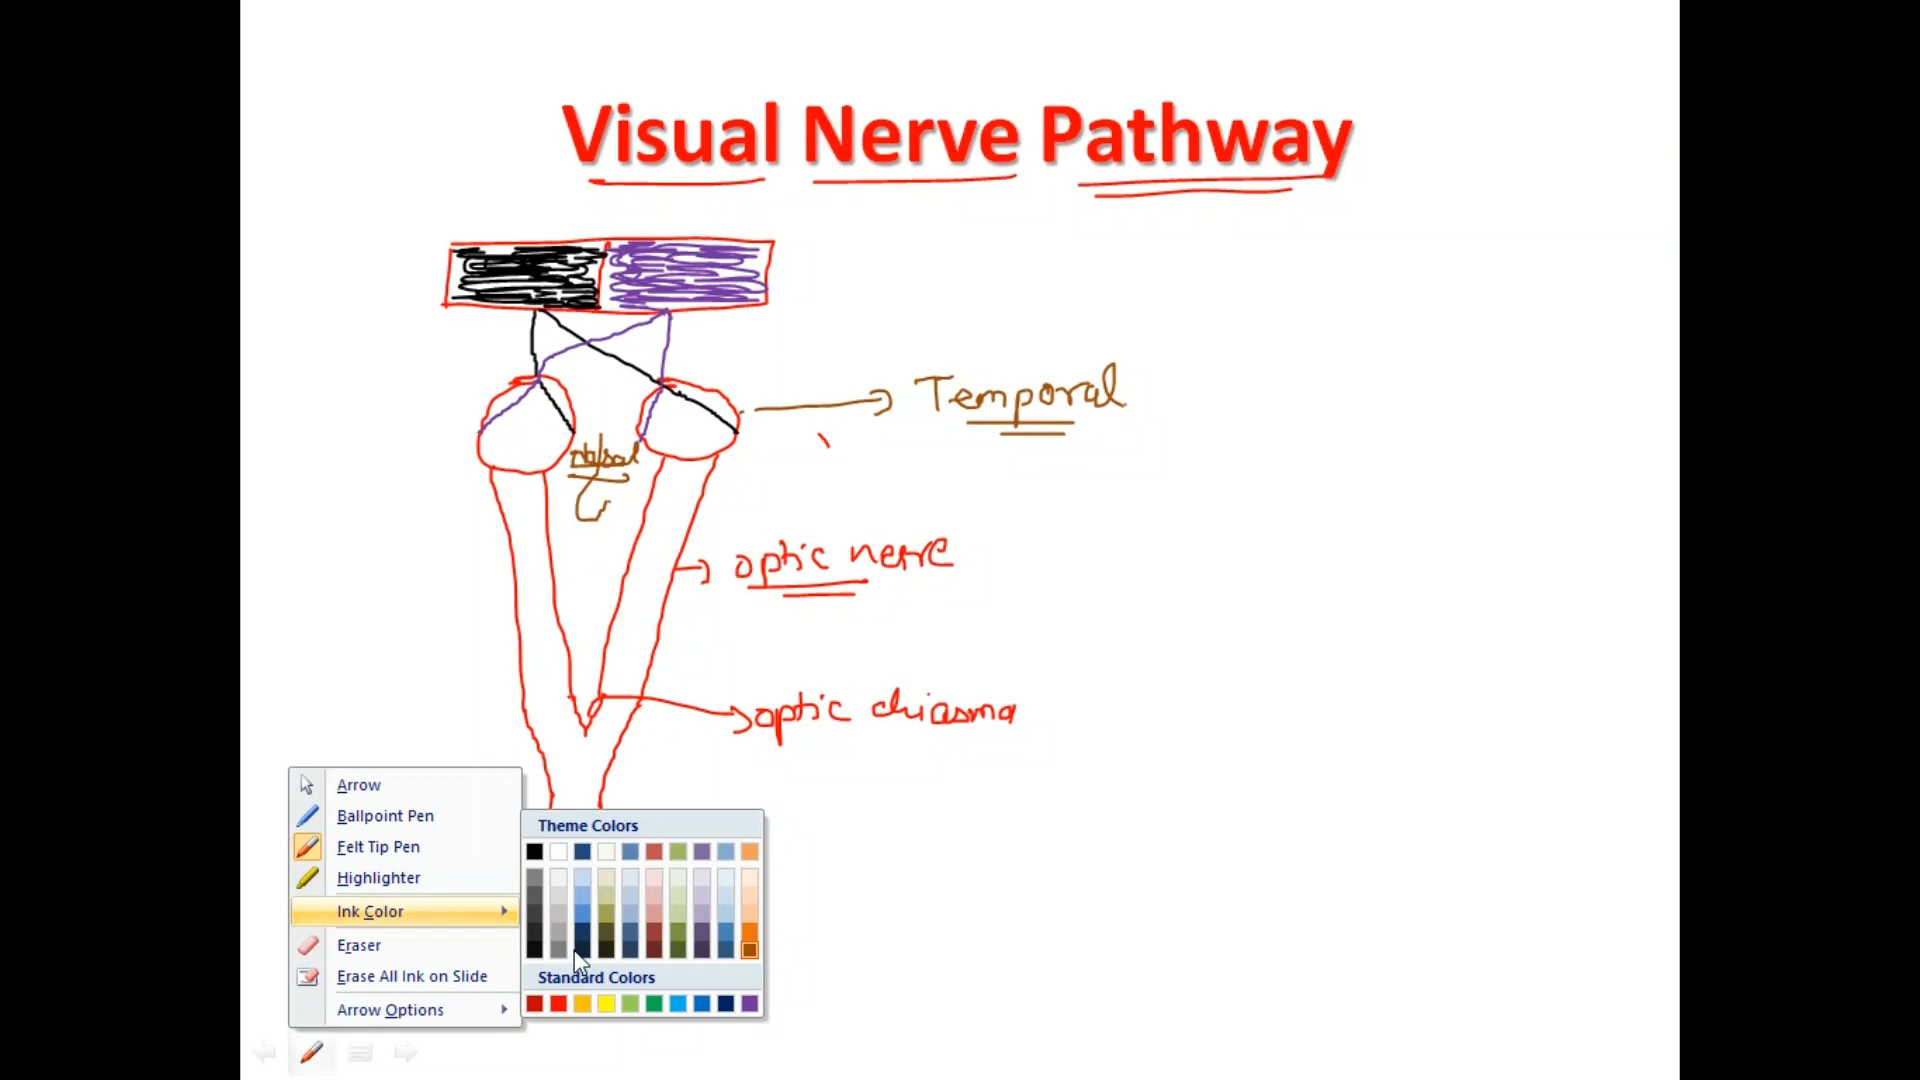 Visual Nerve Pathway
Temporal
optic nerve
optic chiasma
Arrow
Ballpoint Pen
Felt Tip Pen
Highlighter
Ink Color
Eraser
Erase All Ink on Slide
Arrow Options
Theme Colors
Standard Colors